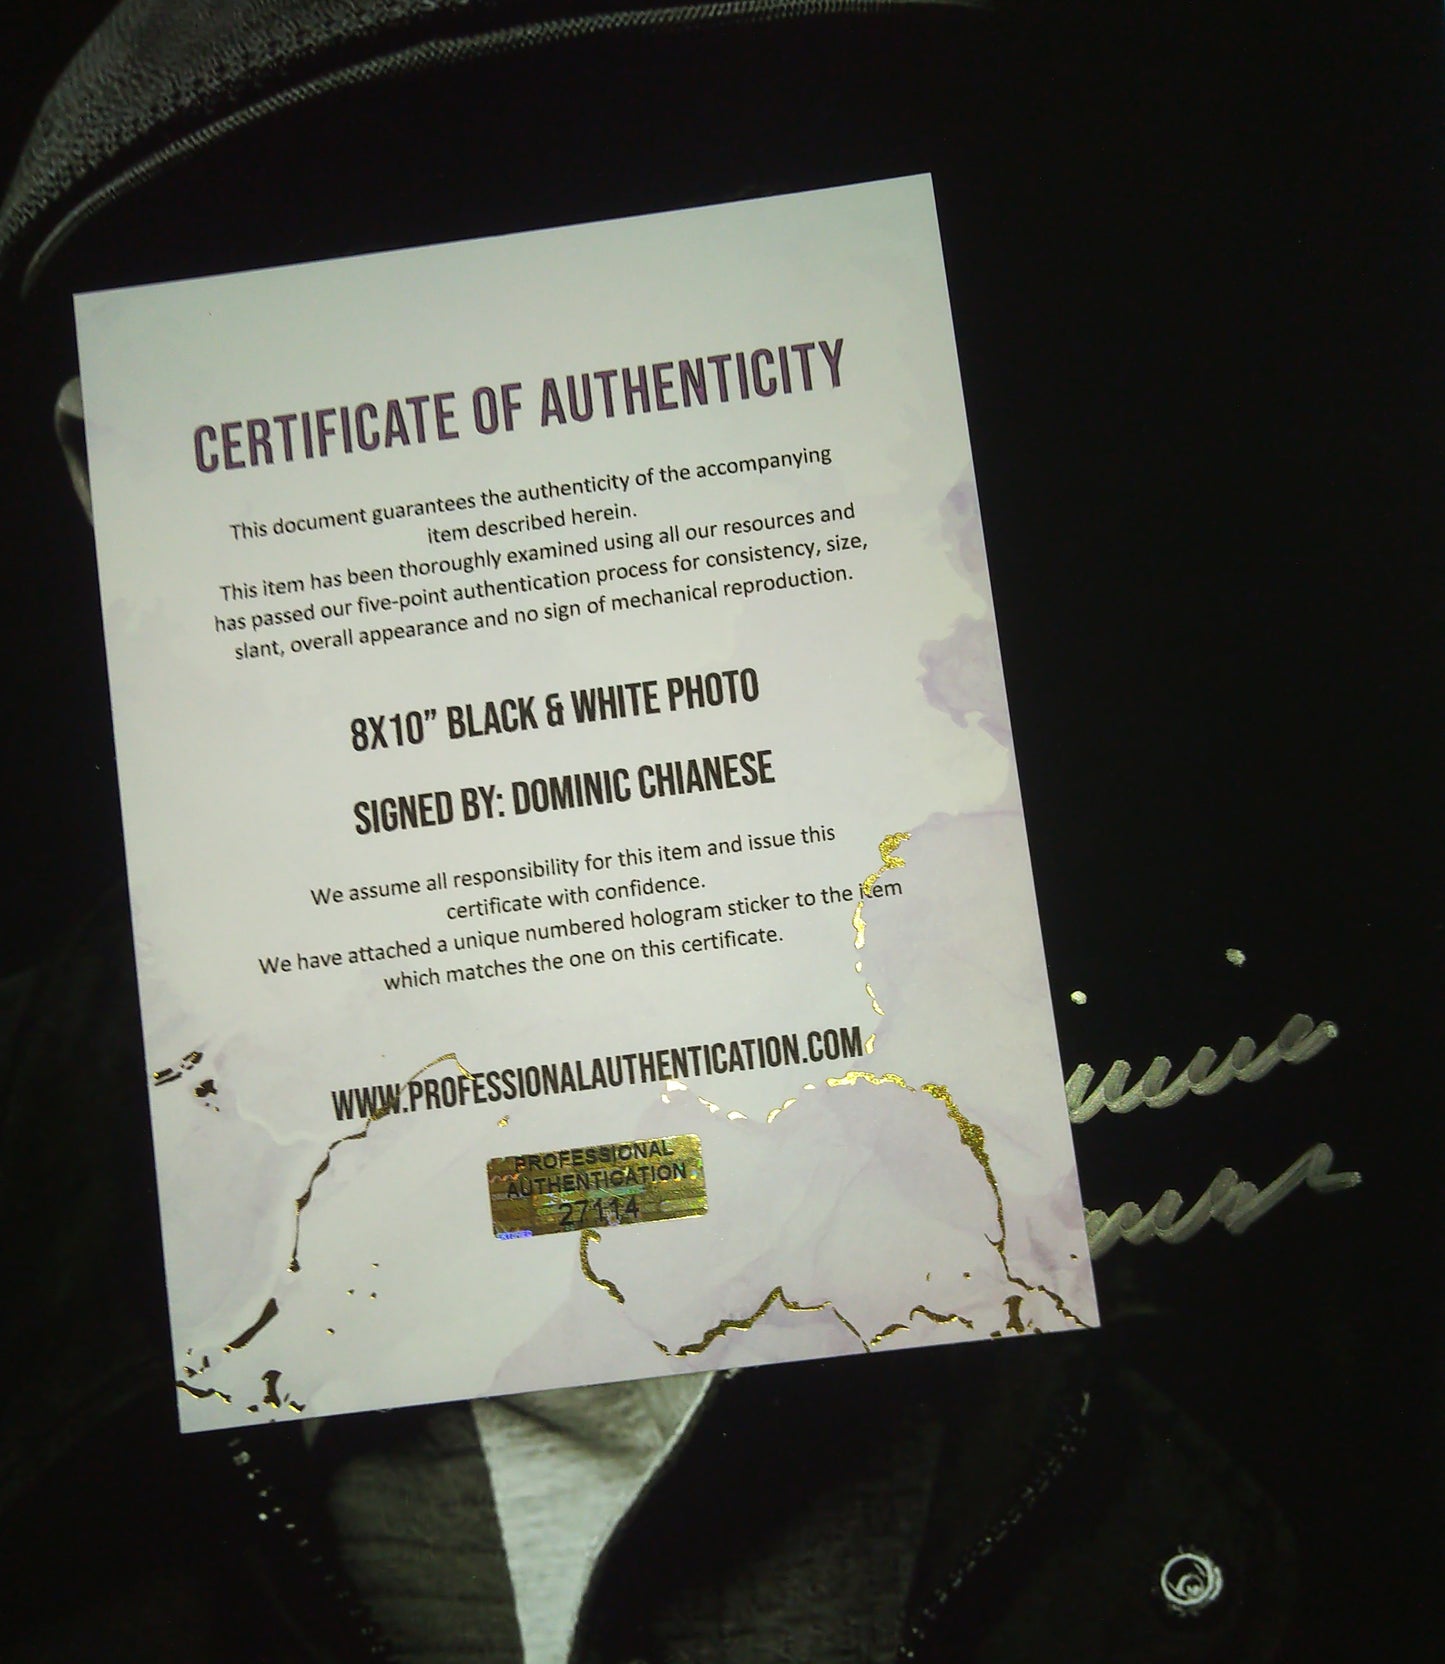 CERTIFICATE OF AUTHENTICITY
This document guarantees the authenticity of the accompanying
item described herein.
This item has been thoroughly examined using all our resources and
has passed our five-point authentication process for consistency, size,
slant, overall appearance and no sign of mechanical reproduction.
8X10” BLACK & WHITE PHOTO
SIGNED BY: DOMINIC CHIANESE
We assume all responsibility for this item and issue this
certificate with confidence.
We have attached a unique numbered hologram sticker to the item
which matches the one on this certificate.
WWW.PROFESSIONALAUTHENTICATION.COM
PROFESSIONAL
AUTHENTICATION
27114